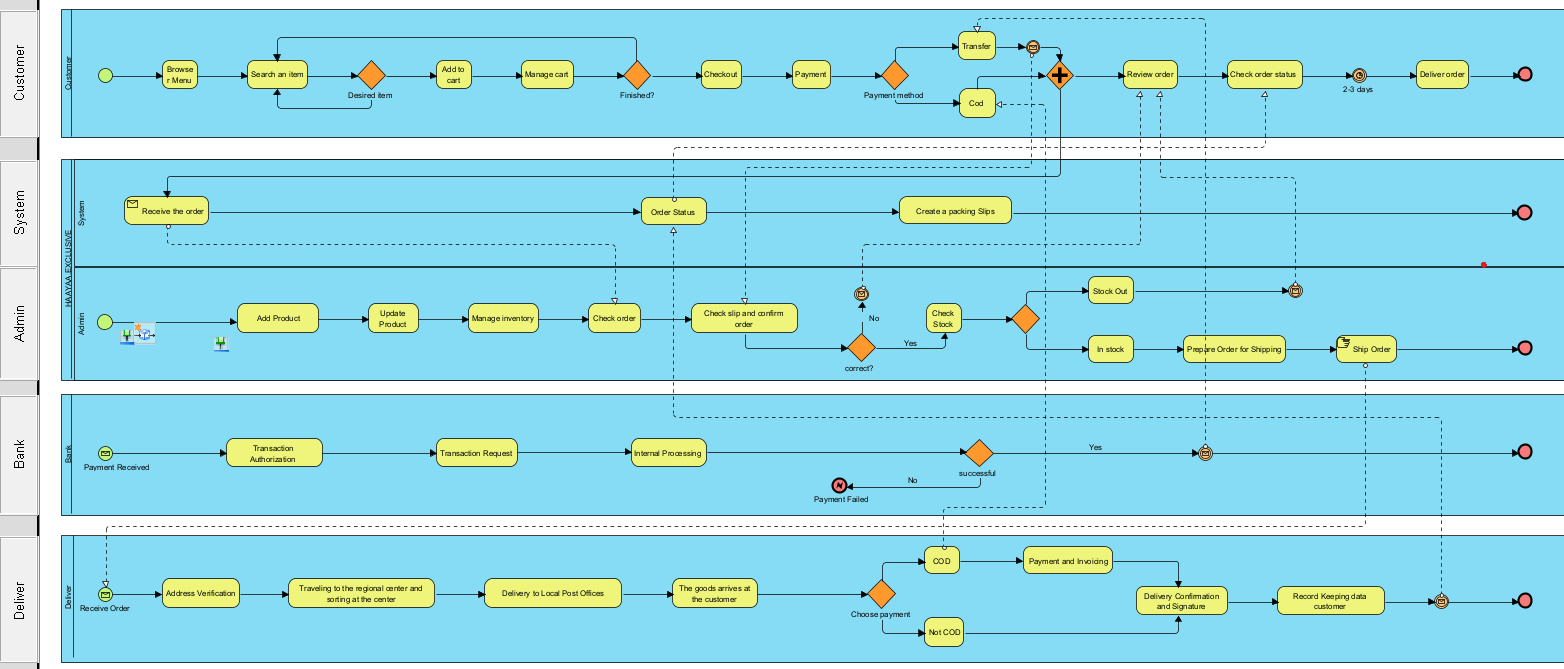 Customer
Customer
Browse
r Menu
Search an item
Desired item
Add to
cart
Manage cart
Finished?
Checkout
Payment
Payment method
Transfer
Cod
Review order
Check order status
2-3 days
Deliver order
System
HAAYAA EXCLUSIVE
System
Receive the order
Order Status
Create a packing Slips
Admin
Admin
Add Product
Update
Product
Manage inventory
Check order
Check slip and confirm
order
No
Yes
correct?
Check
Stock
Stock Out
In stock
Prepare Order for Shipping
Ship Order
Bank
Bank
Payment Received
Transaction
Authorization
Transaction Request
Internal Processing
successful
Yes
No
Payment Failed
Deliver
Deliver
Receive Order
Address Verification
Traveling to the regional center and
sorting at the center
Delivery to Local Post Offices
The goods arrives at
the customer
Choose payment
COD
Not COD
Payment and Invoicing
Delivery Confirmation
and Signature
Record Keeping data
customer